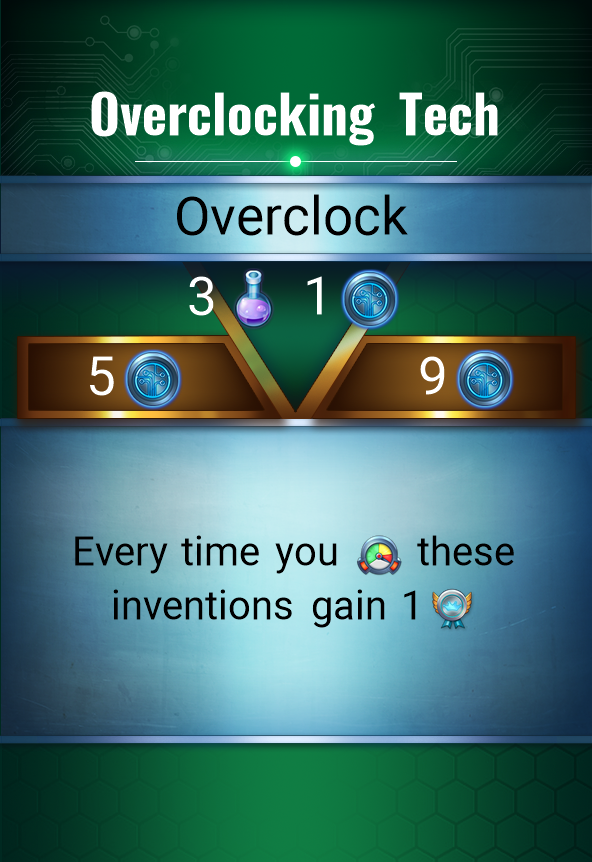 Overclocking Tech
Overclock
3 1
5 9
Every time you these
inventions gain 1